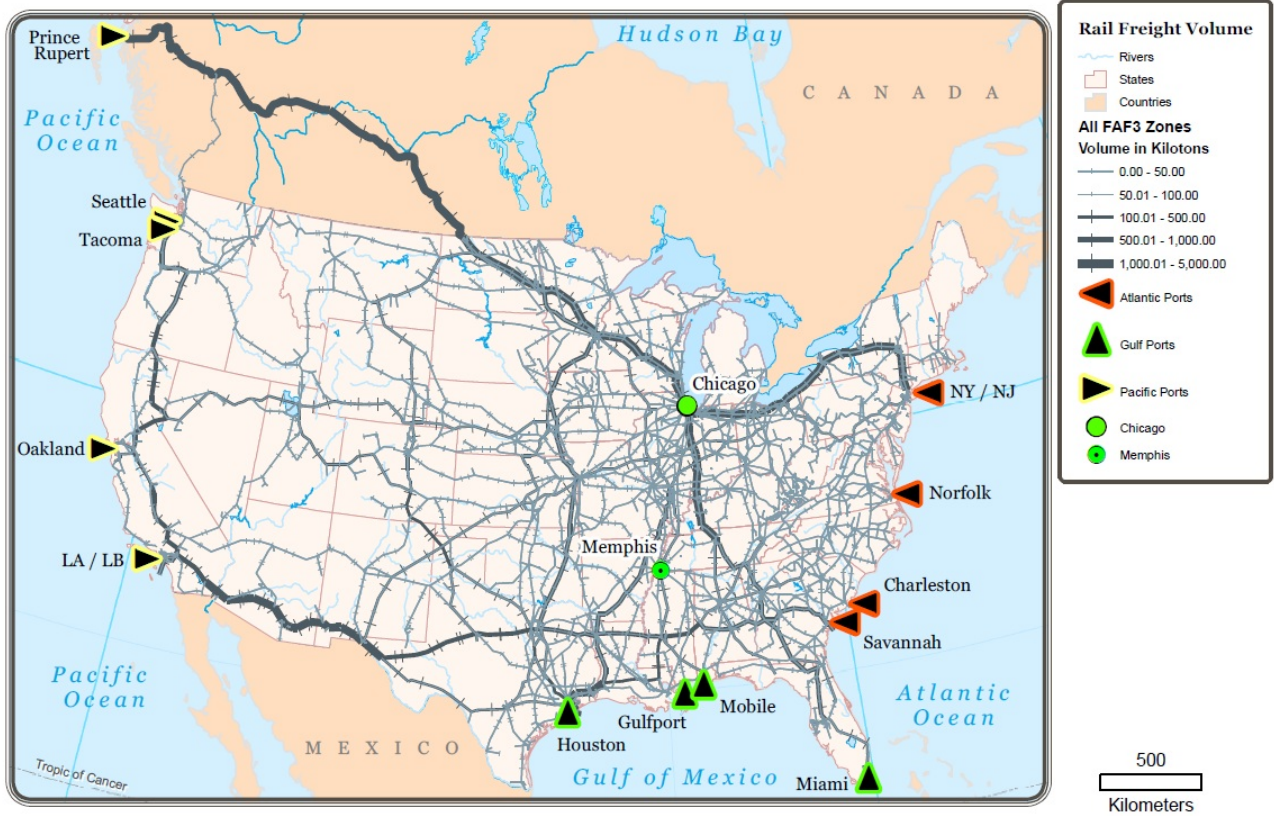 Prince
Rupert
Hudson Bay
CANADA
Pacific
Ocean
Seattle
Tacoma
Chicago
NY / NJ
Oakland
Norfolk
Memphis
LA / LB
Charleston
Savannah
Pacific
Ocean
Atlantic
Ocean
Mobile
Gulfport
Houston
MEXICO
Gulf of Mexico
Miami
Tropic of Cancer
Rail Freight Volume
Rivers
States
Countries
All FAF3 Zones
Volume in Kilotons
0.00 - 50.00
50.01 - 100.00
100.01 - 500.00
500.01 - 1,000.00
1,000.01 - 5,000.00
Atlantic Ports
Gulf Ports
Pacific Ports
Chicago
Memphis
500
Kilometers